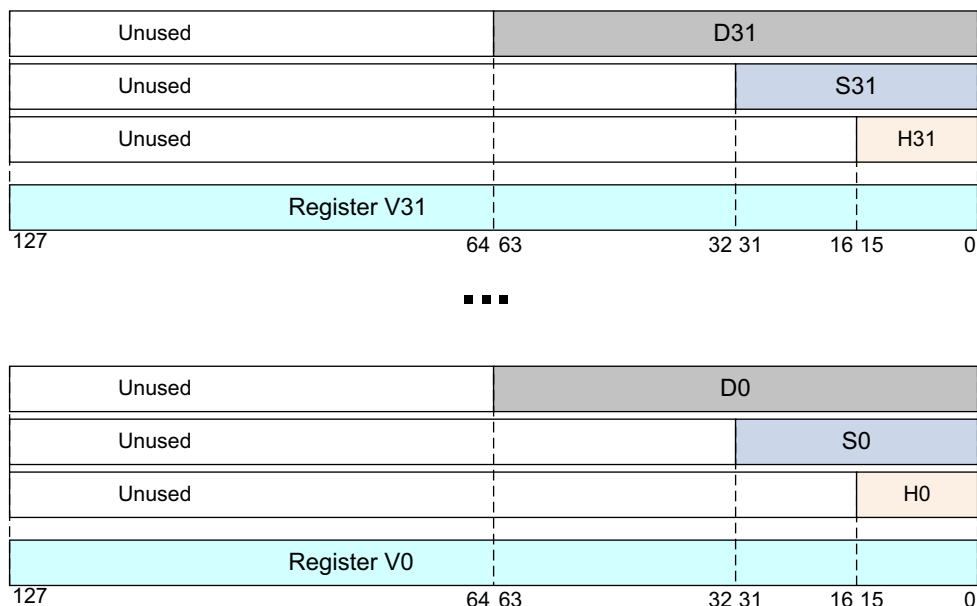 Unused D31
Unused S31
Unused H31
Register V31
127 64 63 32 31 16 15 0
...
Unused D0
Unused S0
Unused H0
Register V0
127 64 63 32 31 16 15 0